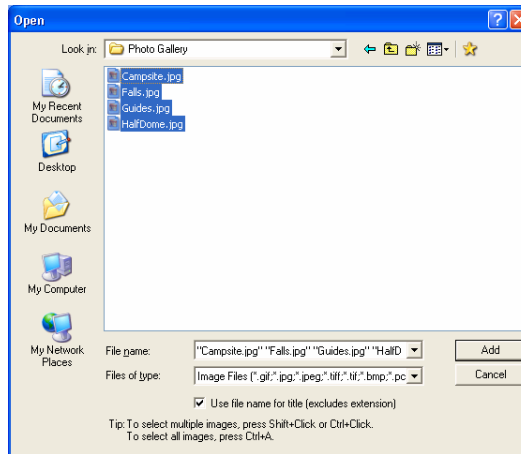 Open
Look in: Photo Gallery
My Recent
Documents
Desktop
My Documents
My Computer
My Network
Places
Campsite.jpg
Falls.jpg
Guides.jpg
HalfDome.jpg
File name: "Campsite.jpg" "Falls.jpg" "Guides.jpg" "HalfD
Add
Files of type: Image Files (*.gif;*.jpg;*.jpeg;*.tiff;*.tif;*.bmp;*.pc
Cancel
Use file name for title (excludes extension)
Tip: To select multiple images, press Shift+Click or Ctrl+Click.
To select all images, press Ctrl+A.